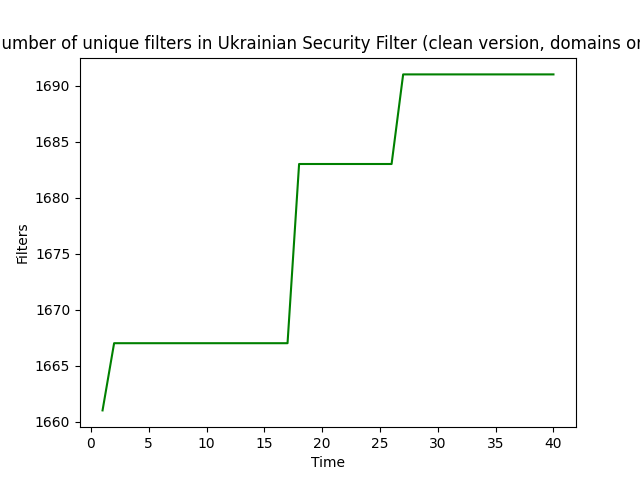 umber of unique filters in Ukrainian Security Filter (clean version, domains or
1690
1685
1680
1675
1670
1665
1660
Filters
0 5 10 15 20 25 30 35 40
Time